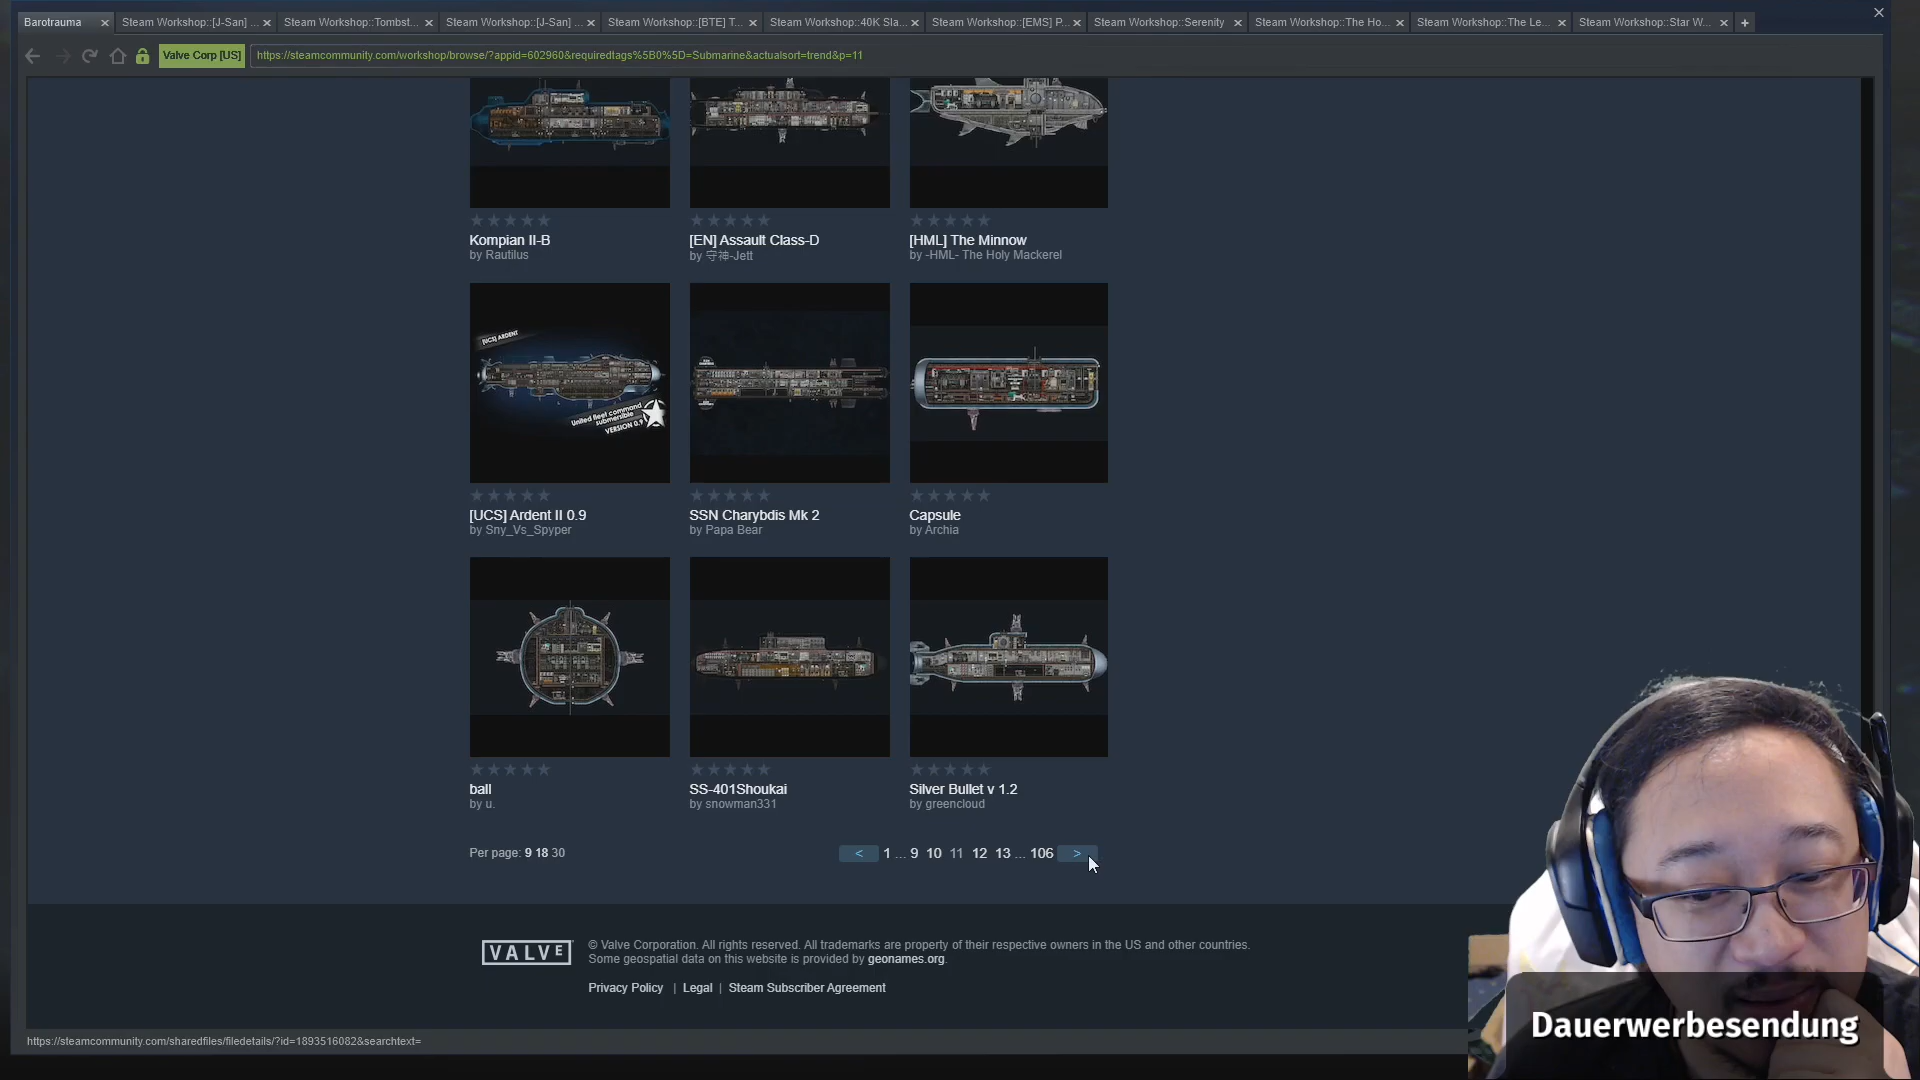 Barotrauma
Steam Workshop::[J-San] ...
Steam Workshop::Tombst...
Steam Workshop::[J-San] ...
Steam Workshop::[BTE] T...
Steam Workshop::40K Sla...
Steam Workshop::[EMS] P...
Steam Workshop::Serenity
Steam Workshop::The Ho...
Steam Workshop::The Le...
Steam Workshop::Star W...
Valve Corp [US]
https://steamcommunity.com/workshop/browse/?appid=602960&requiredtags%5B0%5D=Submarine&actualsort=trend&p=11
Kompian II-B
by Rautilus
[EN] Assault Class-D
by 守神-Jett
[HML] The Minnow
by -HML- The Holy Mackerel
[UCS] ARDENT
United fleet command
submersible
VERSION 0.9
[UCS] Ardent II 0.9
by Sny_Vs_Spyper
SSN Charybdis Mk 2
by Papa Bear
Capsule
by Archia
ball
by u.
SS-401Shoukai
by snowman331
Silver Bullet v 1.2
by greencloud
Per page: 9 18 30
< 1 ... 9 10 11 12 13 ... 106 >
VALVE
© Valve Corporation. All rights reserved. All trademarks are property of their respective owners in the US and other countries.
Some geospatial data on this website is provided by geonames.org.
Privacy Policy | Legal | Steam Subscriber Agreement
https://steamcommunity.com/sharedfiles/filedetails/?id=1893516082&searchtext=
Dauerwerbesendung